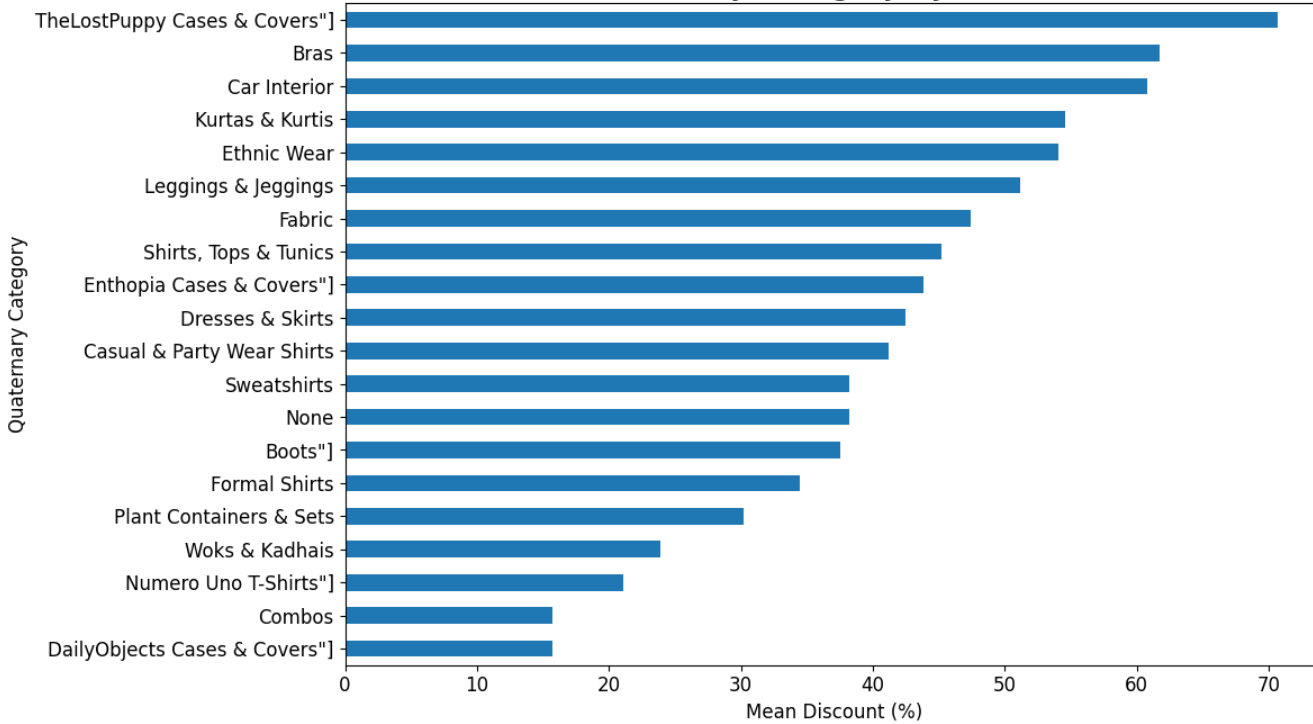 TheLostPuppy Cases & Covers"]
Bras
Car Interior
Kurtas & Kurtis
Ethnic Wear
Leggings & Jeggings
Fabric
Shirts, Tops & Tunics
Enthopia Cases & Covers"]
Dresses & Skirts
Casual & Party Wear Shirts
Sweatshirts
None
Boots"]
Formal Shirts
Plant Containers & Sets
Woks & Kadhais
Numero Uno T-Shirts"]
Combos
DailyObjects Cases & Covers"]
Quaternary Category
0 10 20 30 40 50 60 70
Mean Discount (%)